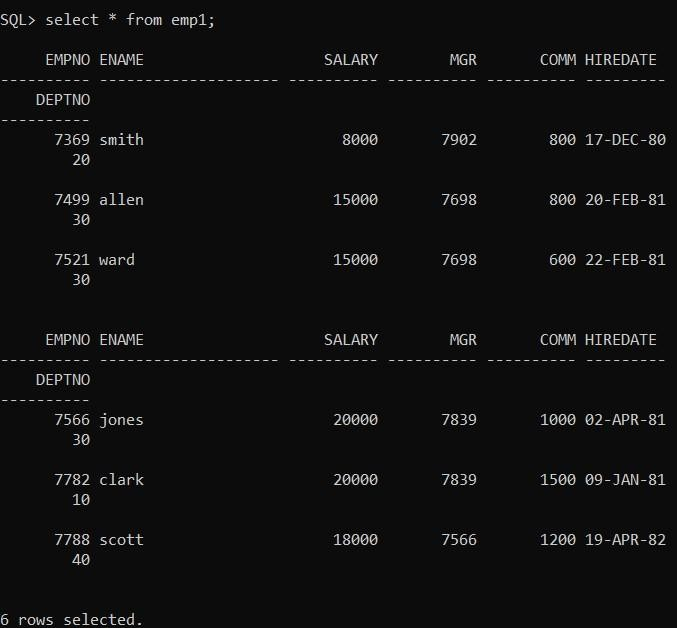 SQL> select * from emp1;
     EMPNO ENAME                    SALARY        MGR       COMM HIREDATE
---------- -------------------- ---------- ---------- ---------- ---------
    DEPTNO
----------
      7369 smith                      8000       7902        800 17-DEC-80
        20
      7499 allen                     15000       7698        800 20-FEB-81
        30
      7521 ward                      15000       7698        600 22-FEB-81
        30
     EMPNO ENAME                    SALARY        MGR       COMM HIREDATE
---------- -------------------- ---------- ---------- ---------- ---------
    DEPTNO
----------
      7566 jones                     20000       7839       1000 02-APR-81
        30
      7782 clark                     20000       7839       1500 09-JAN-81
        10
      7788 scott                     18000       7566       1200 19-APR-82
        40
6 rows selected.